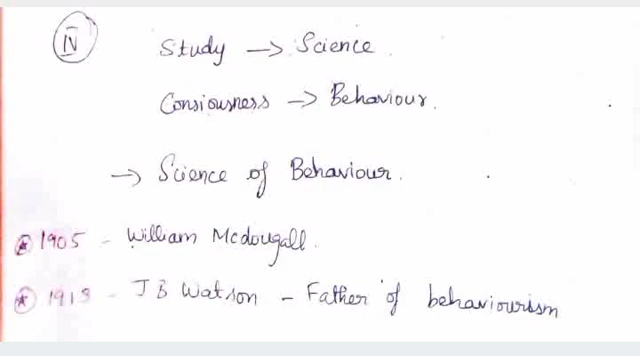 IV
Study → Science.
Consiousness → Behaviour.
→ Science of Behaviour.
1905 - William Mcdougall.
1913 - J B Watson - Father of behaviourism